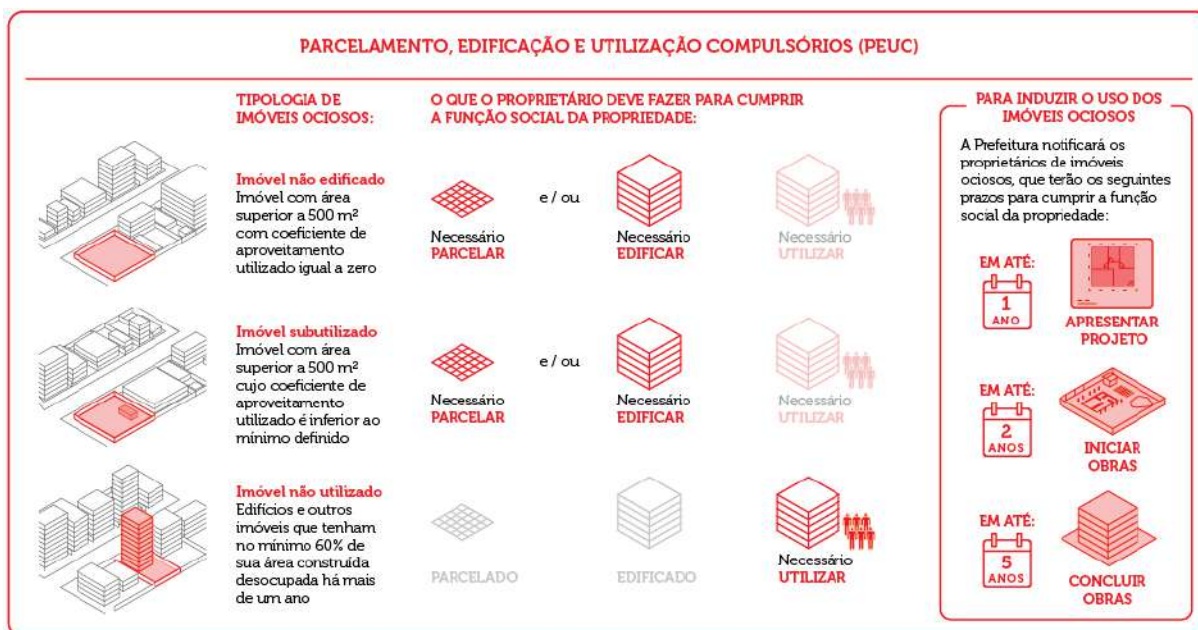 PARCELAMENTO, EDIFICAÇÃO E UTILIZAÇÃO COMPULSÓRIOS (PEUC)
TIPOLOGIA DE
IMÓVEIS OCIOSOS:
O QUE O PROPRIETÁRIO DEVE FAZER PARA CUMPRIR
A FUNÇÃO SOCIAL DA PROPRIEDADE:
Imóvel não edificado
Imóvel com área
superior a 500 m²
com coeficiente de
aproveitamento
utilizado igual a zero
Necessário
PARCELAR
e / ou
Necessário
EDIFICAR
Necessário
UTILIZAR
Imóvel subutilizado
Imóvel com área
superior a 500 m²
cujo coeficiente de
aproveitamento
utilizado é inferior ao
mínimo definido
Necessário
PARCELAR
e / ou
Necessário
EDIFICAR
Necessário
UTILIZAR
Imóvel não utilizado
Edifícios e outros
imóveis que tenham
no mínimo 60% de
sua área construída
desocupada há mais
de um ano
PARCELADO
EDIFICADO
Necessário
UTILIZAR
PARA INDUZIR O USO DOS
IMÓVEIS OCIOSOS
A Prefeitura notificará os
proprietários de imóveis
ociosos, que terão os seguintes
prazos para cumprir a função
social da propriedade:
EM ATÉ:
1
ANO
APRESENTAR
PROJETO
EM ATÉ:
2
ANOS
INICIAR
OBRAS
EM ATÉ:
5
ANOS
CONCLUIR
OBRAS